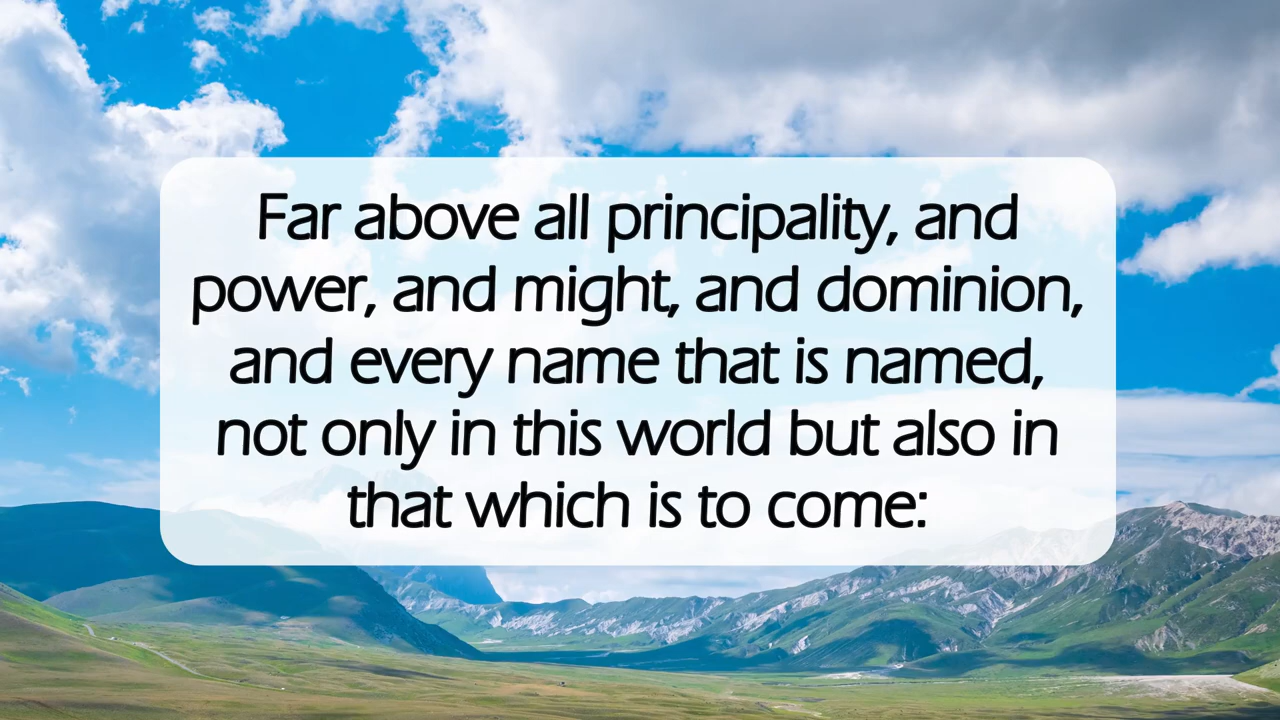 Far above all principality, and
power, and might, and dominion,
and every name that is named,
not only in this world but also in
that which is to come: